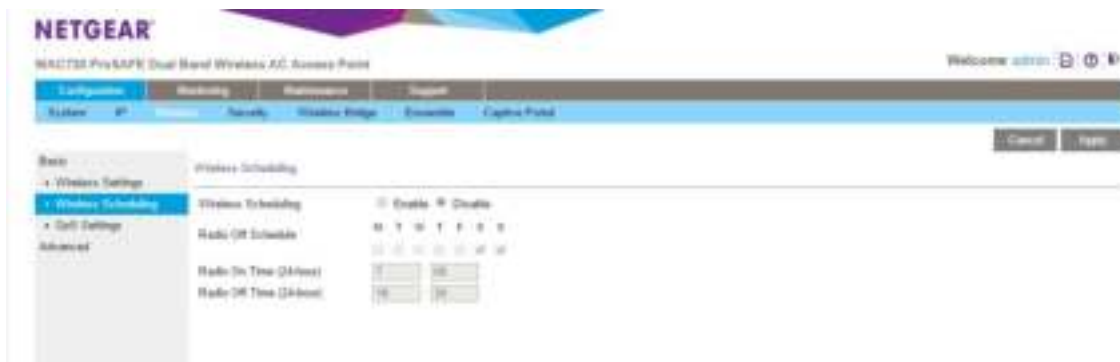 NETGEAR
ProSAFE Dual Band Wireless AC Access Point
Welcome admin
Configuration Monitoring Maintenance Support
System IP Wireless Security Wireless Bridge Ensemble Captive Portal
Cancel Apply
Basic
Wireless Scheduling
Wireless Settings
Wireless Scheduling
Wireless Scheduling Enable Disable
QoS Settings
Radio Off Schedule M T W T F S S
Advanced
Radio On Time (24-hour) 7
Radio Off Time (24-hour)